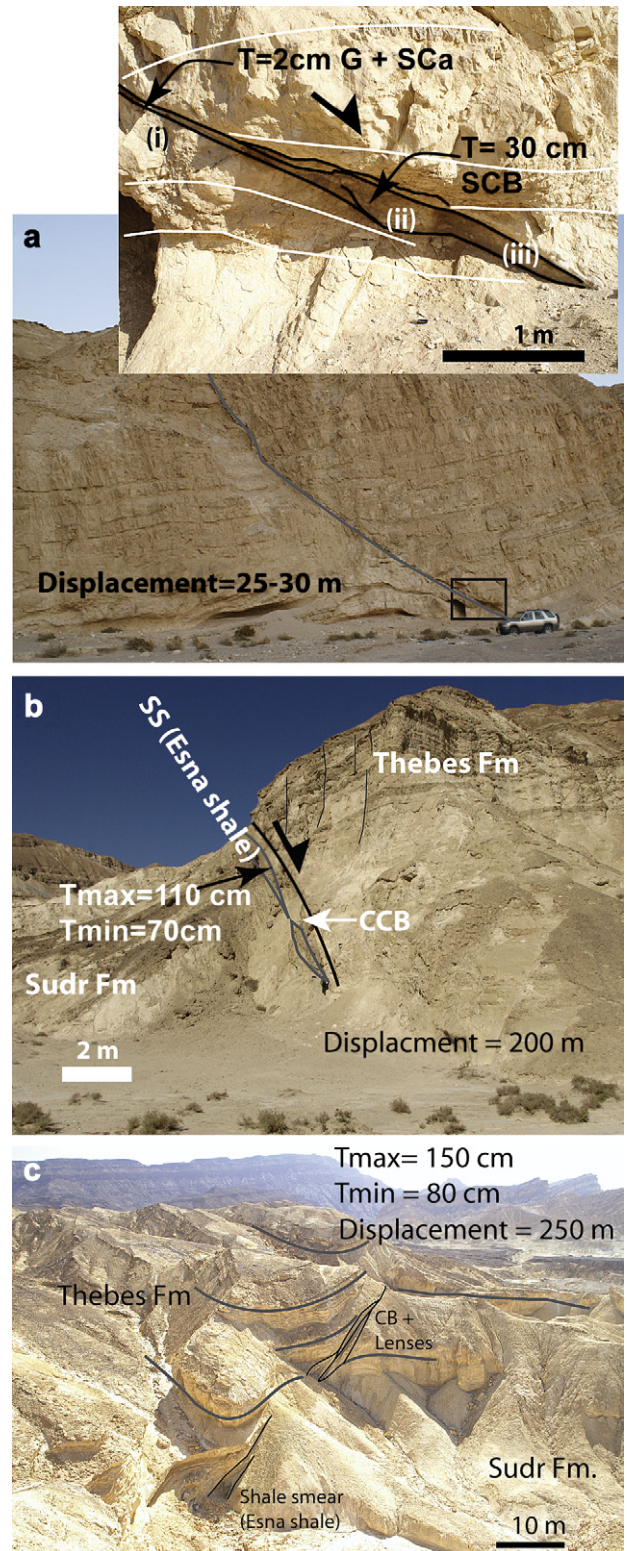 T=2cm G + SCa
(i)
T= 30 cm
SCB
(ii)
(iii)
1 m
a
Displacement=25-30 m
b
SS (Esna shale)
Thebes Fm
Tmax=110 cm
Tmin=70cm
CCB
Sudr Fm
2 m
Displacment = 200 m
c
Tmax= 150 cm
Tmin = 80 cm
Displacement = 250 m
Thebes Fm
CB +
Lenses
Sudr Fm.
Shale smear
(Esna shale)
10 m